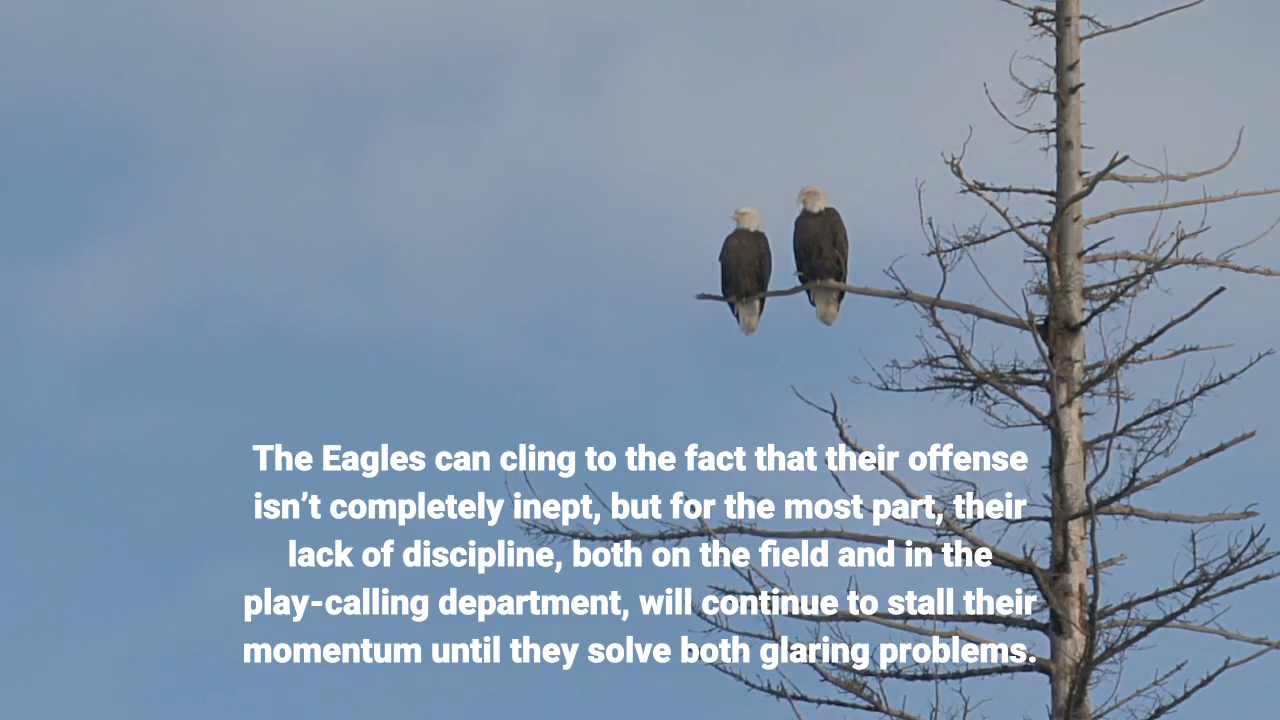 The Eagles can cling to the fact that their offense
isn’t completely inept, but for the most part, their
lack of discipline, both on the field and in the
play-calling department, will continue to stall their
momentum until they solve both glaring problems.